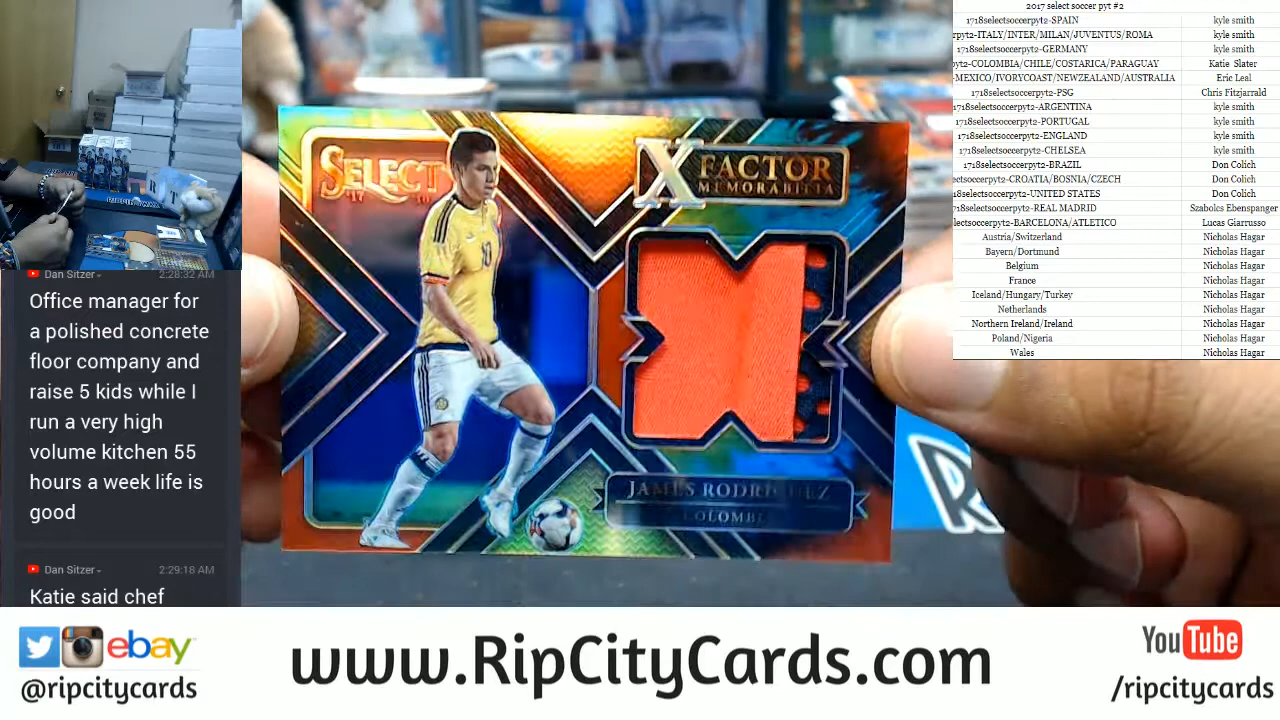 2017 select soccer pyt #2
1718selectsoccerpyt2-SPAIN kyle smith
rpyt2-ITALY/INTER/MILAN/JUVENTUS/ROMA kyle smith
1718selectsoccerpyt2-GERMANY kyle smith
pyt2-COLOMBIA/CHILE/COSTARICA/PARAGUAY Katie Slater
-MEXICO/IVORYCOAST/NEWZEALAND/AUSTRALIA Eric Leal
1718selectsoccerpyt2-PSG Chris Fitzjarrald
1718selectsoccerpyt2-ARGENTINA kyle smith
1718selectsoccerpyt2-PORTUGAL kyle smith
1718selectsoccerpyt2-ENGLAND kyle smith
1718selectsoccerpyt2-CHELSEA kyle smith
1718selectsoccerpyt2-BRAZIL Don Colich
ectsoccerpyt2-CROATIA/BOSNIA/CZECH Don Colich
18selectsoccerpyt2-UNITED STATES Don Colich
1718selectsoccerpyt2-REAL MADRID Szabolcs Ebenspanger
lectsoccerpyt2-BARCELONA/ATLETICO Lucas Giarrusso
Austria/Switzerland Nicholas Hagar
Bayern/Dortmund Nicholas Hagar
Belgium Nicholas Hagar
France Nicholas Hagar
Iceland/Hungary/Turkey Nicholas Hagar
Netherlands Nicholas Hagar
Northern Ireland/Ireland Nicholas Hagar
Poland/Nigeria Nicholas Hagar
Wales Nicholas Hagar
SELECT
X FACTOR
MEMORABILIA
10
JAMES RODRIGUEZ
COLOMBI
Dan Sitzer 2:28:32 AM
Office manager for
a polished concrete
floor company and
raise 5 kids while I
run a very high
volume kitchen 55
hours a week life is
good
Dan Sitzer 2:29:18 AM
Katie said chef
ebay
@ripcitycards
www.RipCityCards.com
YouTube
/ripcitycards